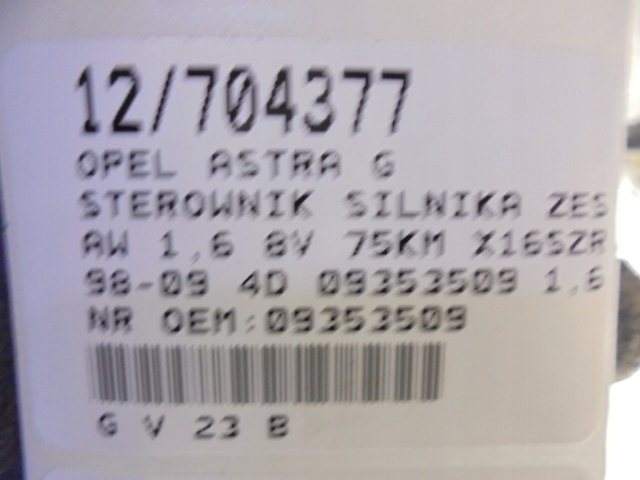 12/704377
OPEL ASTRA G
STEROWNIK SILNIKA ZES
AW 1,6 8V 75KM X16SZR
98-09 4D 09353509 1,6
NR OEM:09353509
G V 23 B